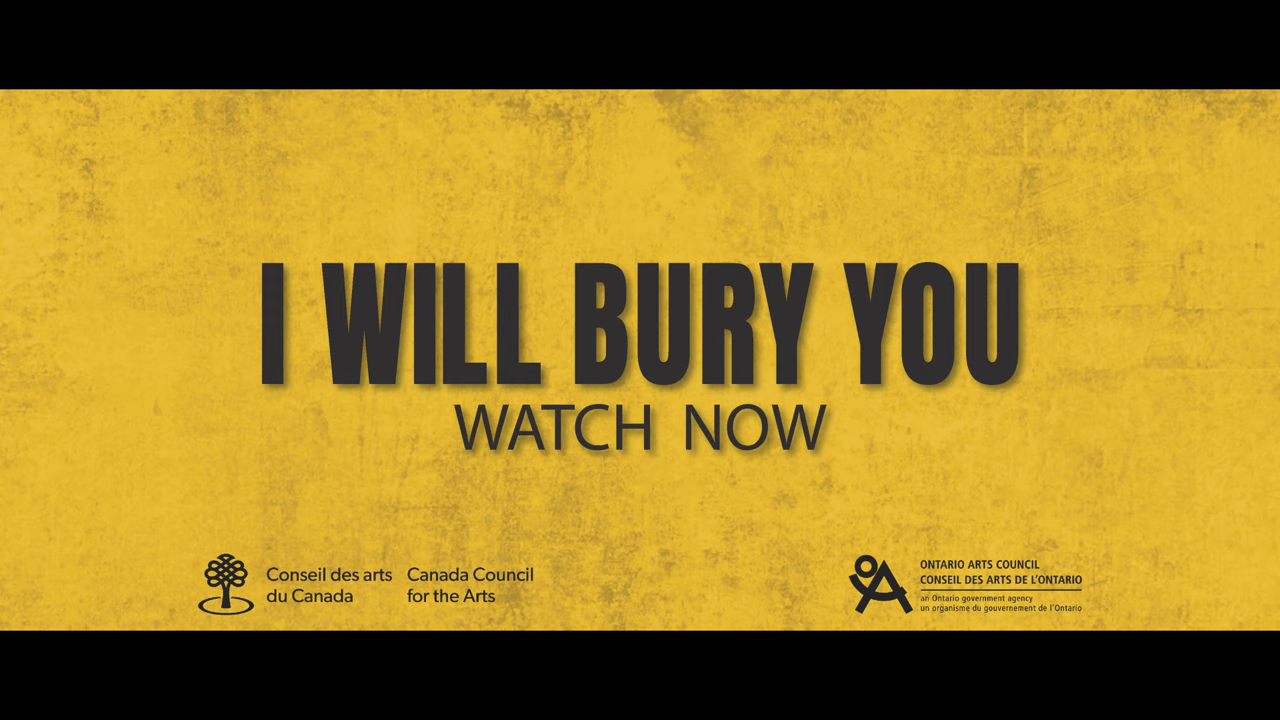 I WILL BURY YOU
WATCH NOW
Conseil des arts
du Canada
Canada Council
for the Arts
ONTARIO ARTS COUNCIL
CONSEIL DES ARTS DE L'ONTARIO
an Ontario government agency
un organisme du gouvernement de l'Ontario